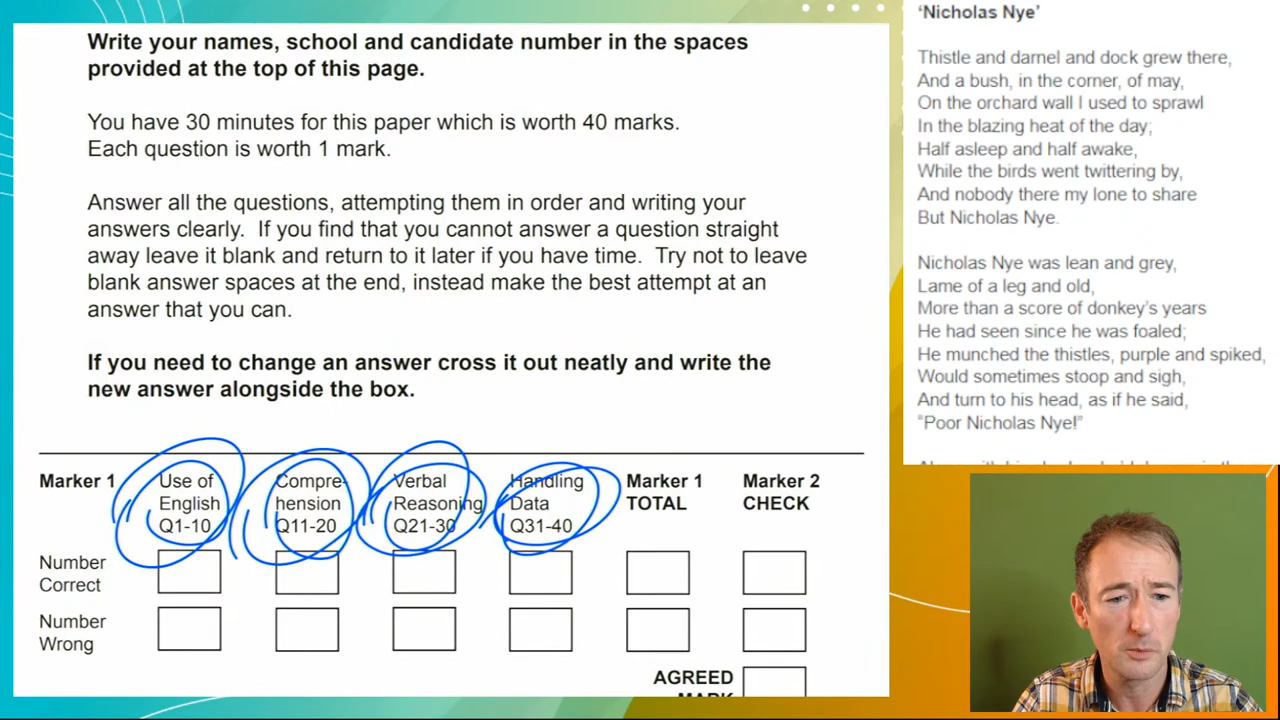 Write your names, school and candidate number in the spaces
provided at the top of this page.
You have 30 minutes for this paper which is worth 40 marks.
Each question is worth 1 mark.
Answer all the questions, attempting them in order and writing your
answers clearly. If you find that you cannot answer a question straight
away leave it blank and return to it later if you have time. Try not to leave
blank answer spaces at the end, instead make the best attempt at an
answer that you can.
If you need to change an answer cross it out neatly and write the
new answer alongside the box.
Marker 1
Use of
English
Q1-10
Compre-
hension
Q11-20
Verbal
Reasoning
Q21-30
Handling
Data
Q31-40
Marker 1
TOTAL
Marker 2
CHECK
Number
Correct
Number
Wrong
AGREED
MARK
‘Nicholas Nye’
Thistle and darnel and dock grew there,
And a bush, in the corner, of may,
On the orchard wall I used to sprawl
In the blazing heat of the day;
Half asleep and half awake,
While the birds went twittering by,
And nobody there my lone to share
But Nicholas Nye.
Nicholas Nye was lean and grey,
Lame of a leg and old,
More than a score of donkey’s years
He had seen since he was foaled;
He munched the thistles, purple and spiked,
Would sometimes stoop and sigh,
And turn to his head, as if he said,
“Poor Nicholas Nye!”